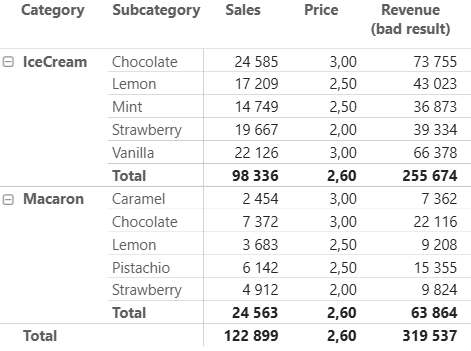 Category Subcategory Sales Price Revenue
(bad result)
IceCream Chocolate 24 585 3,00 73 755
Lemon 17 209 2,50 43 023
Mint 14 749 2,50 36 873
Strawberry 19 667 2,00 39 334
Vanilla 22 126 3,00 66 378
Total 98 336 2,60 255 674
Macaron Caramel 2 454 3,00 7 362
Chocolate 7 372 3,00 22 116
Lemon 3 683 2,50 9 208
Pistachio 6 142 2,50 15 355
Strawberry 4 912 2,00 9 824
Total 24 563 2,60 63 864
Total 122 899 2,60 319 537